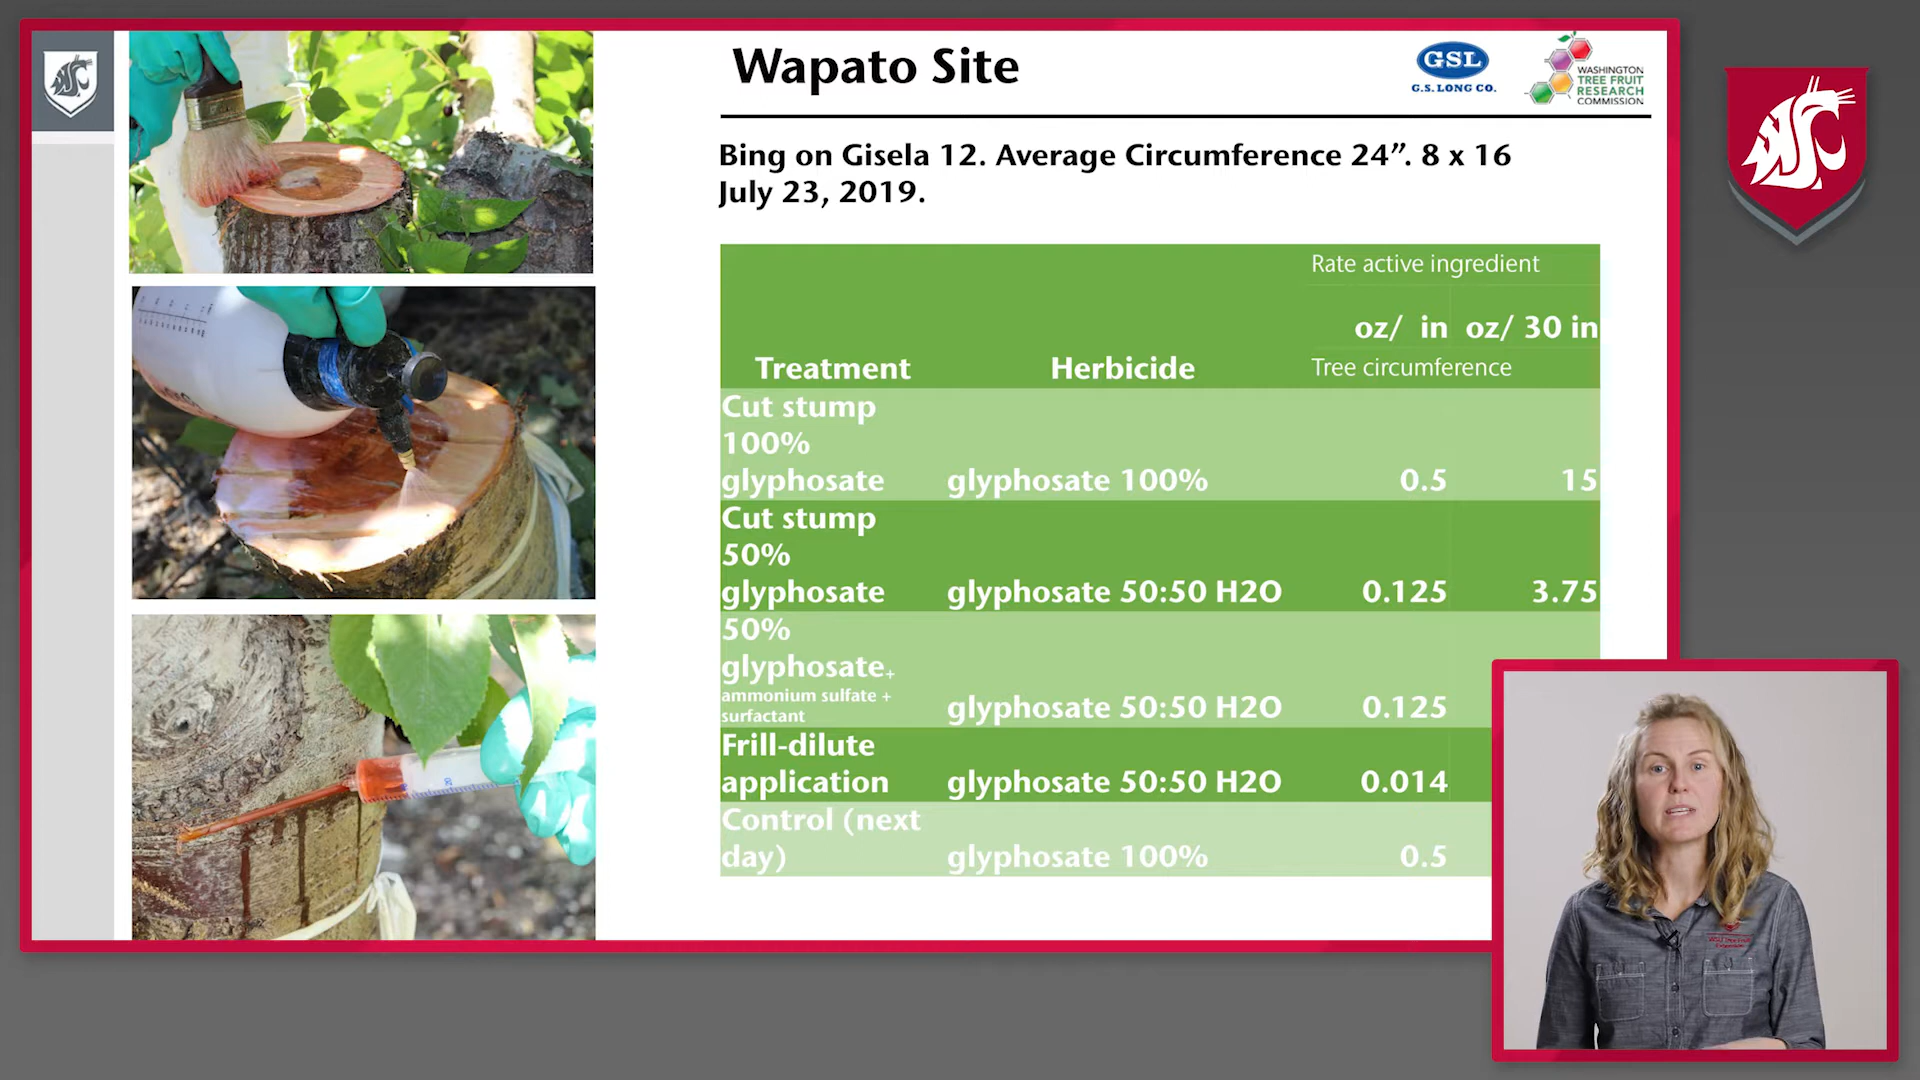 Wapato Site
GSL
G.S. LONG CO.
WASHINGTON
TREE FRUIT
RESEARCH
COMMISSION
Bing on Gisela 12. Average Circumference 24”. 8 x 16
July 23, 2019.
Rate active ingredient
oz/ in oz/ 30 in
Treatment Herbicide Tree circumference
Cut stump
100%
glyphosate glyphosate 100% 0.5 15
Cut stump
50%
glyphosate glyphosate 50:50 H2O 0.125 3.75
50%
glyphosate+
ammonium sulfate +
surfactant glyphosate 50:50 H2O 0.125
Frill-dilute
application glyphosate 50:50 H2O 0.014
Control (next
day) glyphosate 100% 0.5